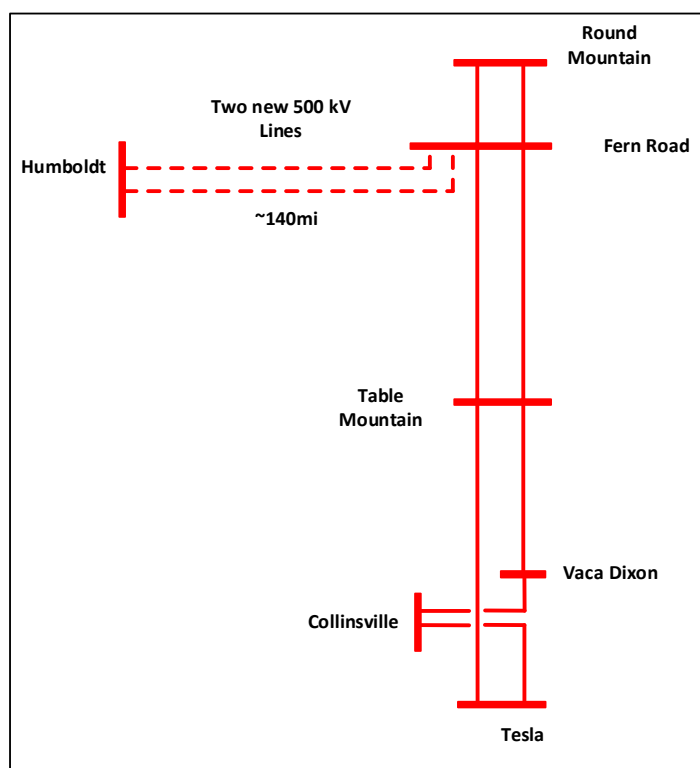 Round
Mountain
Two new 500 kV
Lines
Fern Road
Humboldt
~140mi
Table
Mountain
Vaca Dixon
Collinsville
Tesla